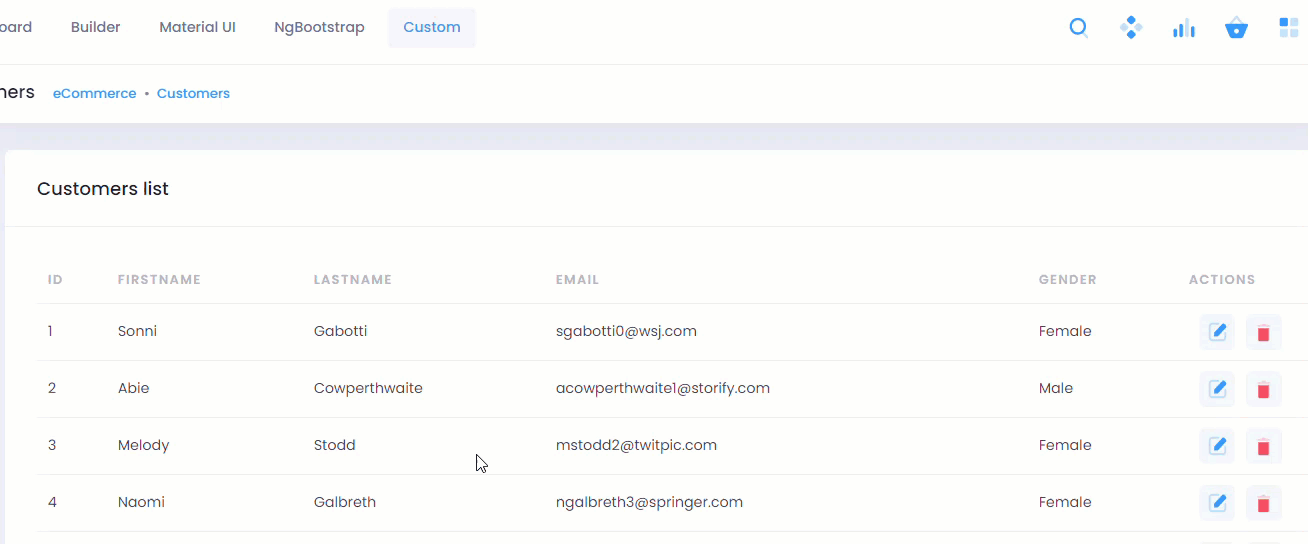 Builder Material UI NgBootstrap Custom
eCommerce • Customers
Customers list
ID FIRSTNAME LASTNAME EMAIL GENDER ACTIONS
1 Sonni Gabotti sgabotti0@wsj.com Female
2 Abie Cowperthwaite acowperthwaite1@storify.com Male
3 Melody Stodd mstodd2@twitpic.com Female
4 Naomi Galbreth ngalbreth3@springer.com Female